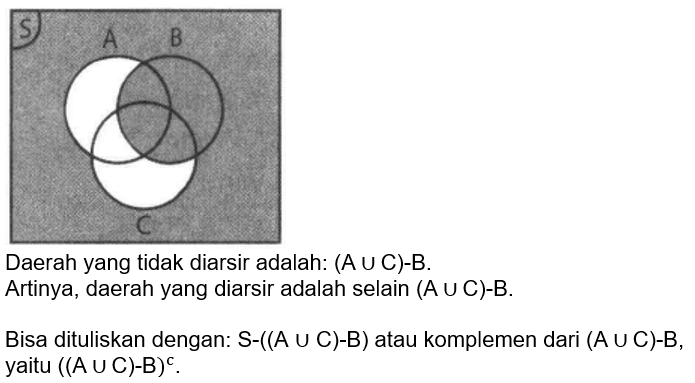 S
A B
C
Daerah yang tidak diarsir adalah: (A ∪ C)-B.
Artinya, daerah yang diarsir adalah selain (A ∪ C)-B.
Bisa dituliskan dengan: S-((A ∪ C)-B) atau komplemen dari (A ∪ C)-B,
yaitu ((A ∪ C)-B)ᶜ.